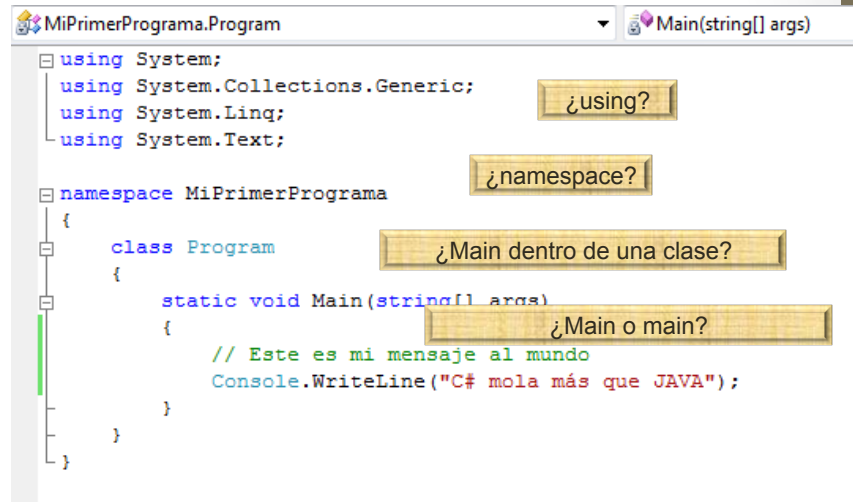 MiPrimerPrograma.Program Main(string[] args)
using System;
using System.Collections.Generic;
¿using?
using System.Linq;
using System.Text;
¿namespace?
namespace MiPrimerPrograma
{
class Program
¿Main dentro de una clase?
{
static void Main(string[] args)
¿Main o main?
{
// Este es mi mensaje al mundo
Console.WriteLine("C# mola más que JAVA");
}
}
}